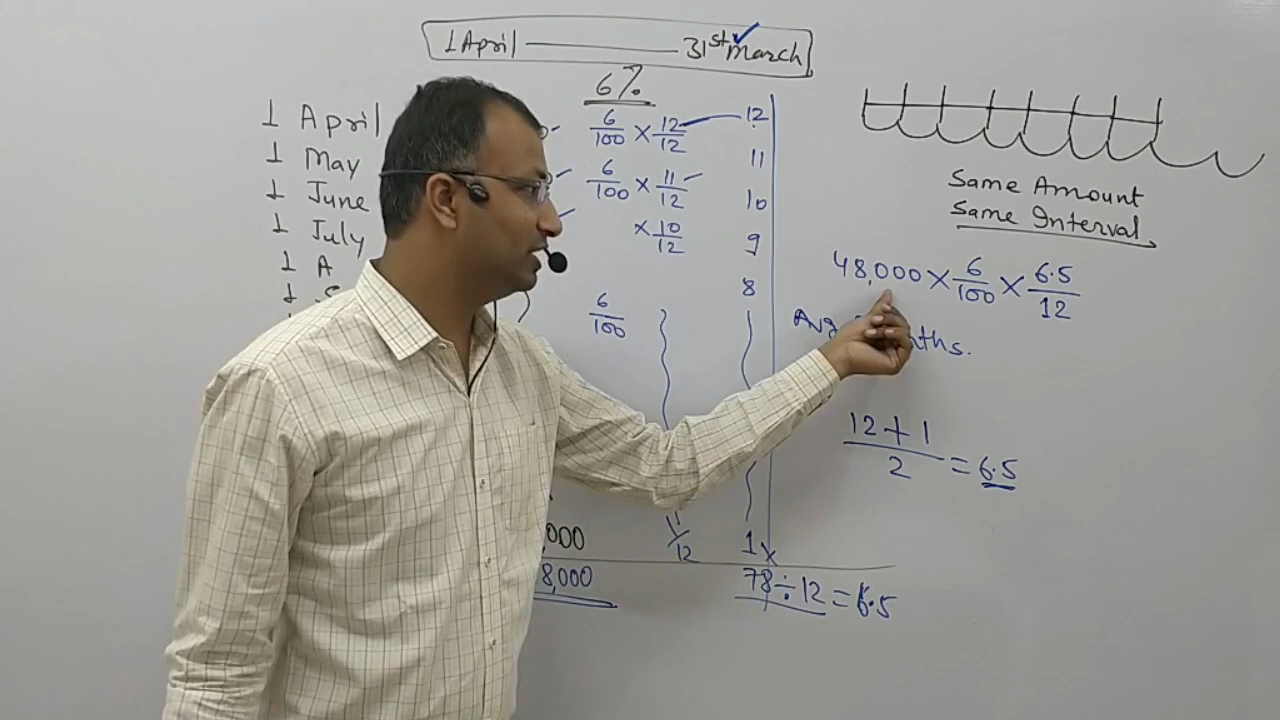 1 April ——— 31st March
6%
1 April 6/100 × 12/12 12
1 May 6/100 × 11/12 11
1 June × 10/12 10
1 July 9
1 A 8
1 S 6/100
Same Amount
Same Interval
48,000 × 6/100 × 6.5/12
Avg
12 + 1 / 2 = 6.5
,000 1
8,000 78 ÷ 12 = 6.5